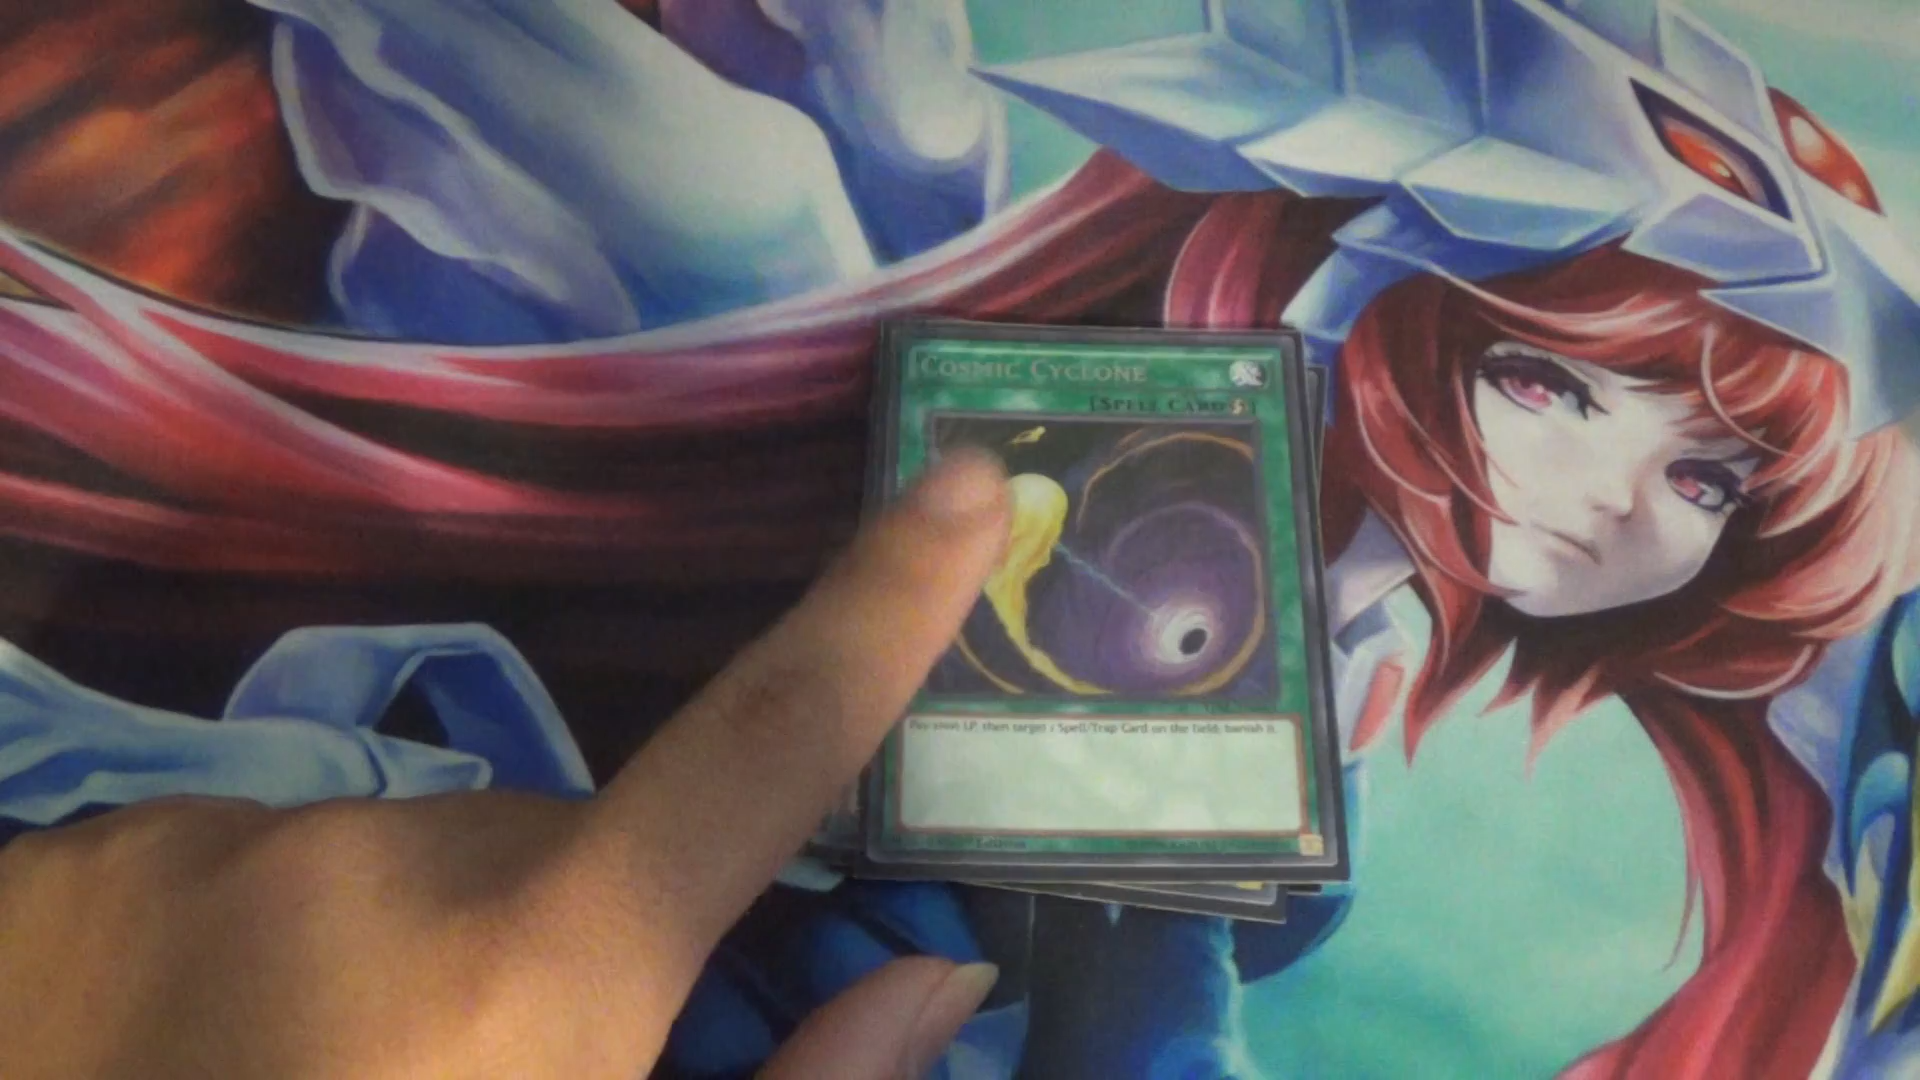 COSMIC CYCLONE
[SPELL CARD]
Pay 1000 LP, then target 1 Spell/Trap Card on the field; banish it.
Edition